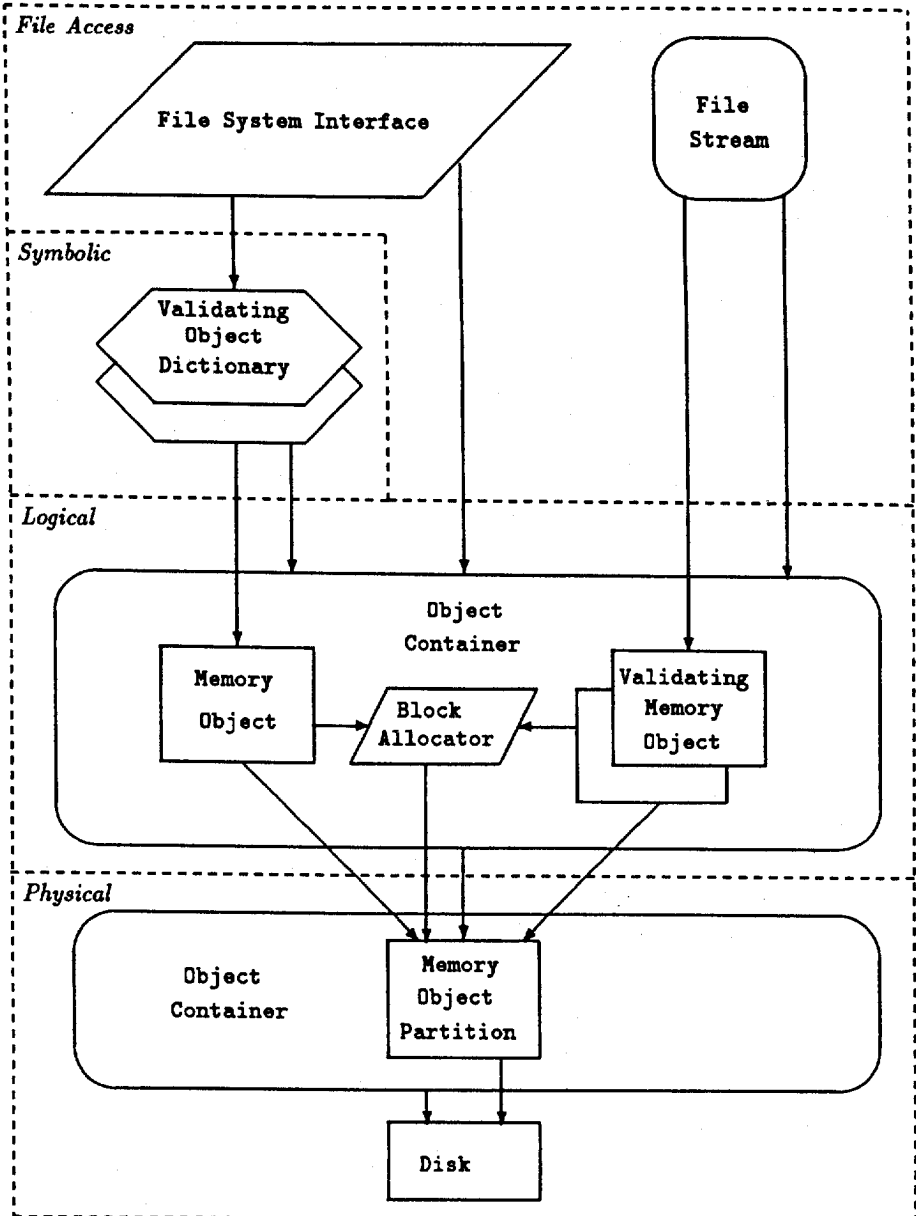 File Access
File System Interface
File
Stream
Symbolic
Validating
Object
Dictionary
Logical
Object
Container
Memory
Object
Block
Allocator
Validating
Memory
Object
Physical
Object
Container
Memory
Object
Partition
Disk